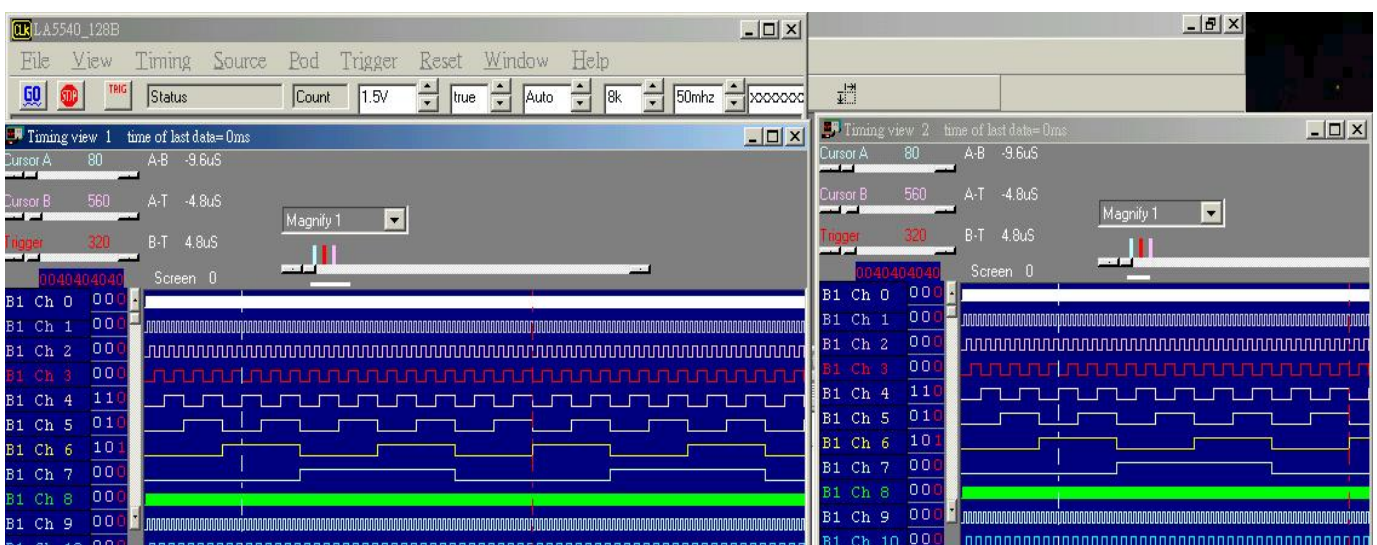 LA5540_128B
File View Timing Source Pod Trigger Reset Window Help
GO STOP TRIG Status Count 1.5V true Auto 8k 50mhz xxxxxxx
Timing view 1 time of last data=0ms
Cursor A 80 A-B -9.6uS
Cursor B 560 A-T -4.8uS
Magnify 1
Trigger 320 B-T 4.8uS
0040404040 Screen 0
B1 Ch 0 000
B1 Ch 1 000
B1 Ch 2 000
B1 Ch 3 000
B1 Ch 4 110
B1 Ch 5 010
B1 Ch 6 101
B1 Ch 7 000
B1 Ch 8 000
B1 Ch 9 000
Timing view 2 time of last data=0ms
Cursor A 80 A-B -9.6uS
Cursor B 560 A-T -4.8uS
Magnify 1
Trigger 320 B-T 4.8uS
0040404040 Screen 0
B1 Ch 0 000
B1 Ch 1 000
B1 Ch 2 000
B1 Ch 3 000
B1 Ch 4 110
B1 Ch 5 010
B1 Ch 6 101
B1 Ch 7 000
B1 Ch 8 000
B1 Ch 9 000
B1 Ch 10 000